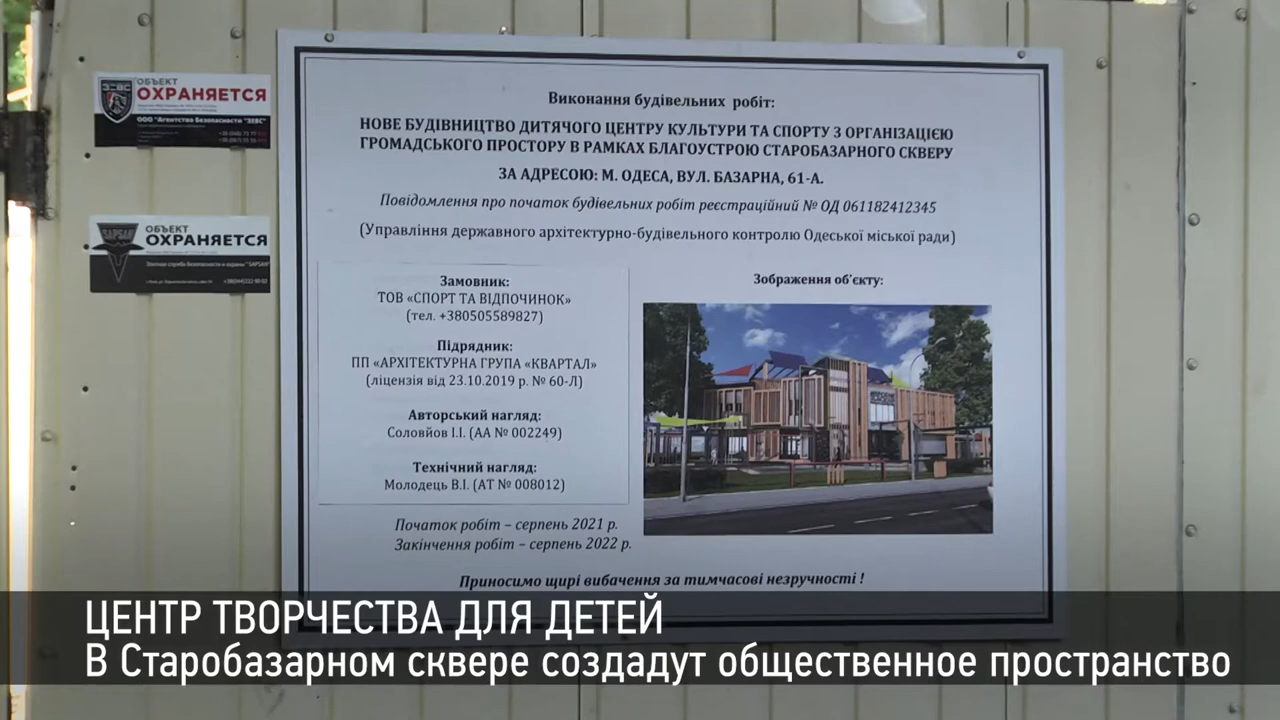 ОБЪЕКТ
ОХРАНЯЕТСЯ
ООО "Агентство Безопасности "ЗЕВС"
ОБЪЕКТ
ОХРАНЯЕТСЯ
Виконання будівельних робіт:
НОВЕ БУДІВНИЦТВО ДИТЯЧОГО ЦЕНТРУ КУЛЬТУРИ ТА СПОРТУ З ОРГАНІЗАЦІЄЮ
ГРОМАДСЬКОГО ПРОСТОРУ В РАМКАХ БЛАГОУСТРОЮ СТАРОБАЗАРНОГО СКВЕРУ
ЗА АДРЕСОЮ: М. ОДЕСА, ВУЛ. БАЗАРНА, 61-А.
Повідомлення про початок будівельних робіт реєстраційний № ОД 061182412345
(Управління державного архітектурно-будівельного контролю Одеської міської ради)
Замовник:
ТОВ «СПОРТ ТА ВІДПОЧИНОК»
(тел. +380505589827)
Підрядник:
ПП «АРХІТЕКТУРНА ГРУПА «КВАРТАЛ»
(ліцензія від 23.10.2019 р. № 60-Л)
Авторський нагляд:
Соловйов І.І. (АА № 002249)
Технічний нагляд:
Молодець В.І. (АТ № 008012)
Початок робіт – серпень 2021 р.
Закінчення робіт – серпень 2022 р.
Зображення об'єкту:
Приносимо щирі вибачення за тимчасові незручності !
ЦЕНТР ТВОРЧЕСТВА ДЛЯ ДЕТЕЙ
В Старобазарном сквере создадут общественное пространство